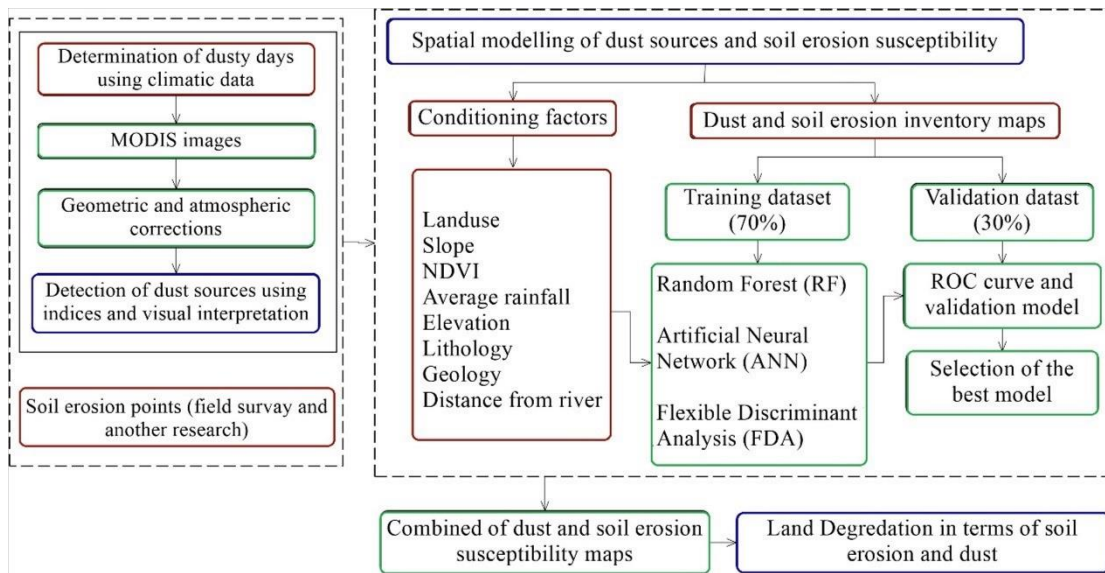 Determination of dusty days
using climatic data
MODIS images
Geometric and atmospheric
corrections
Detection of dust sources using
indices and visual interpretation
Soil erosion points (field survay and
another research)
Spatial modelling of dust sources and soil erosion susceptibility
Conditioning factors
Landuse
Slope
NDVI
Average rainfall
Elevation
Lithology
Geology
Distance from river
Dust and soil erosion inventory maps
Training dataset
(70%)
Random Forest (RF)
Artificial Neural
Network (ANN)
Flexible Discriminant
Analysis (FDA)
Validation datast
(30%)
ROC curve and
validation model
Selection of the
best model
Combined of dust and soil erosion
susceptibility maps
Land Degredation in terms of soil
erosion and dust